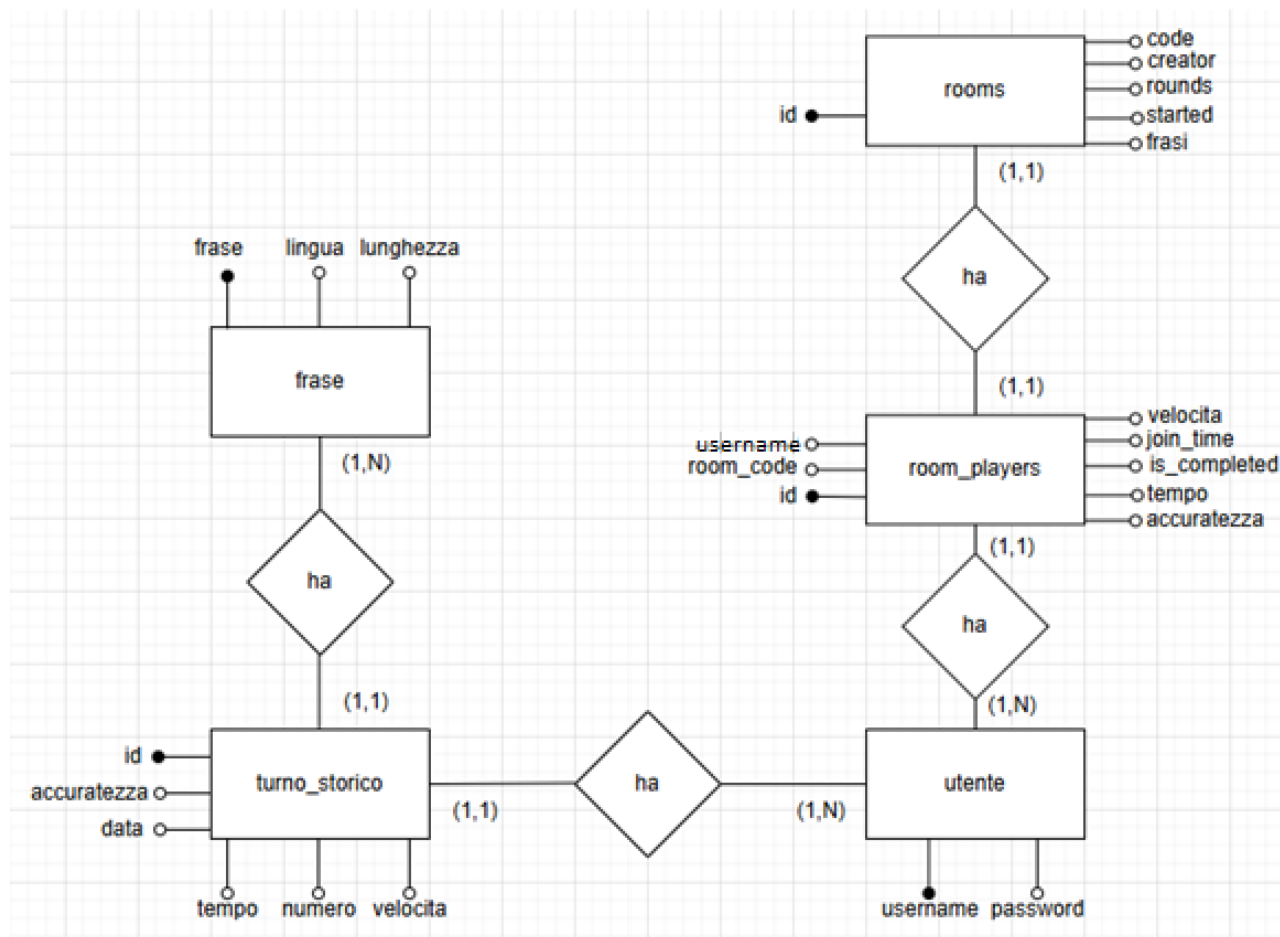 code
creator
rooms
rounds
id
started
frasi
(1,1)
ha
(1,1)
velocita
username
join_time
room_code
room_players
is_completed
id
tempo
accuratezza
(1,1)
ha
(1,N)
frase lingua lunghezza
frase
(1,N)
ha
(1,1)
id
accuratezza
turno_storico
data
(1,1)
ha
(1,N)
utente
tempo numero velocita
username password